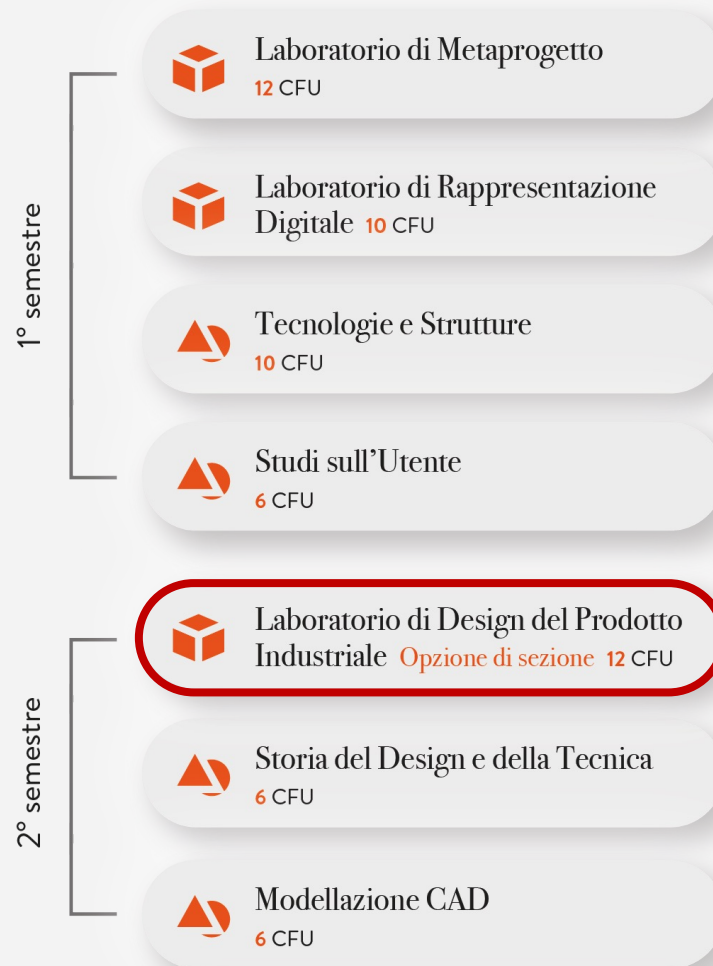 1° semestre
Laboratorio di Metaprogetto
12 CFU
Laboratorio di Rappresentazione
Digitale 10 CFU
Tecnologie e Strutture
10 CFU
Studi sull’Utente
6 CFU
2° semestre
Laboratorio di Design del Prodotto
Industriale Opzione di sezione 12 CFU
Storia del Design e della Tecnica
6 CFU
Modellazione CAD
6 CFU